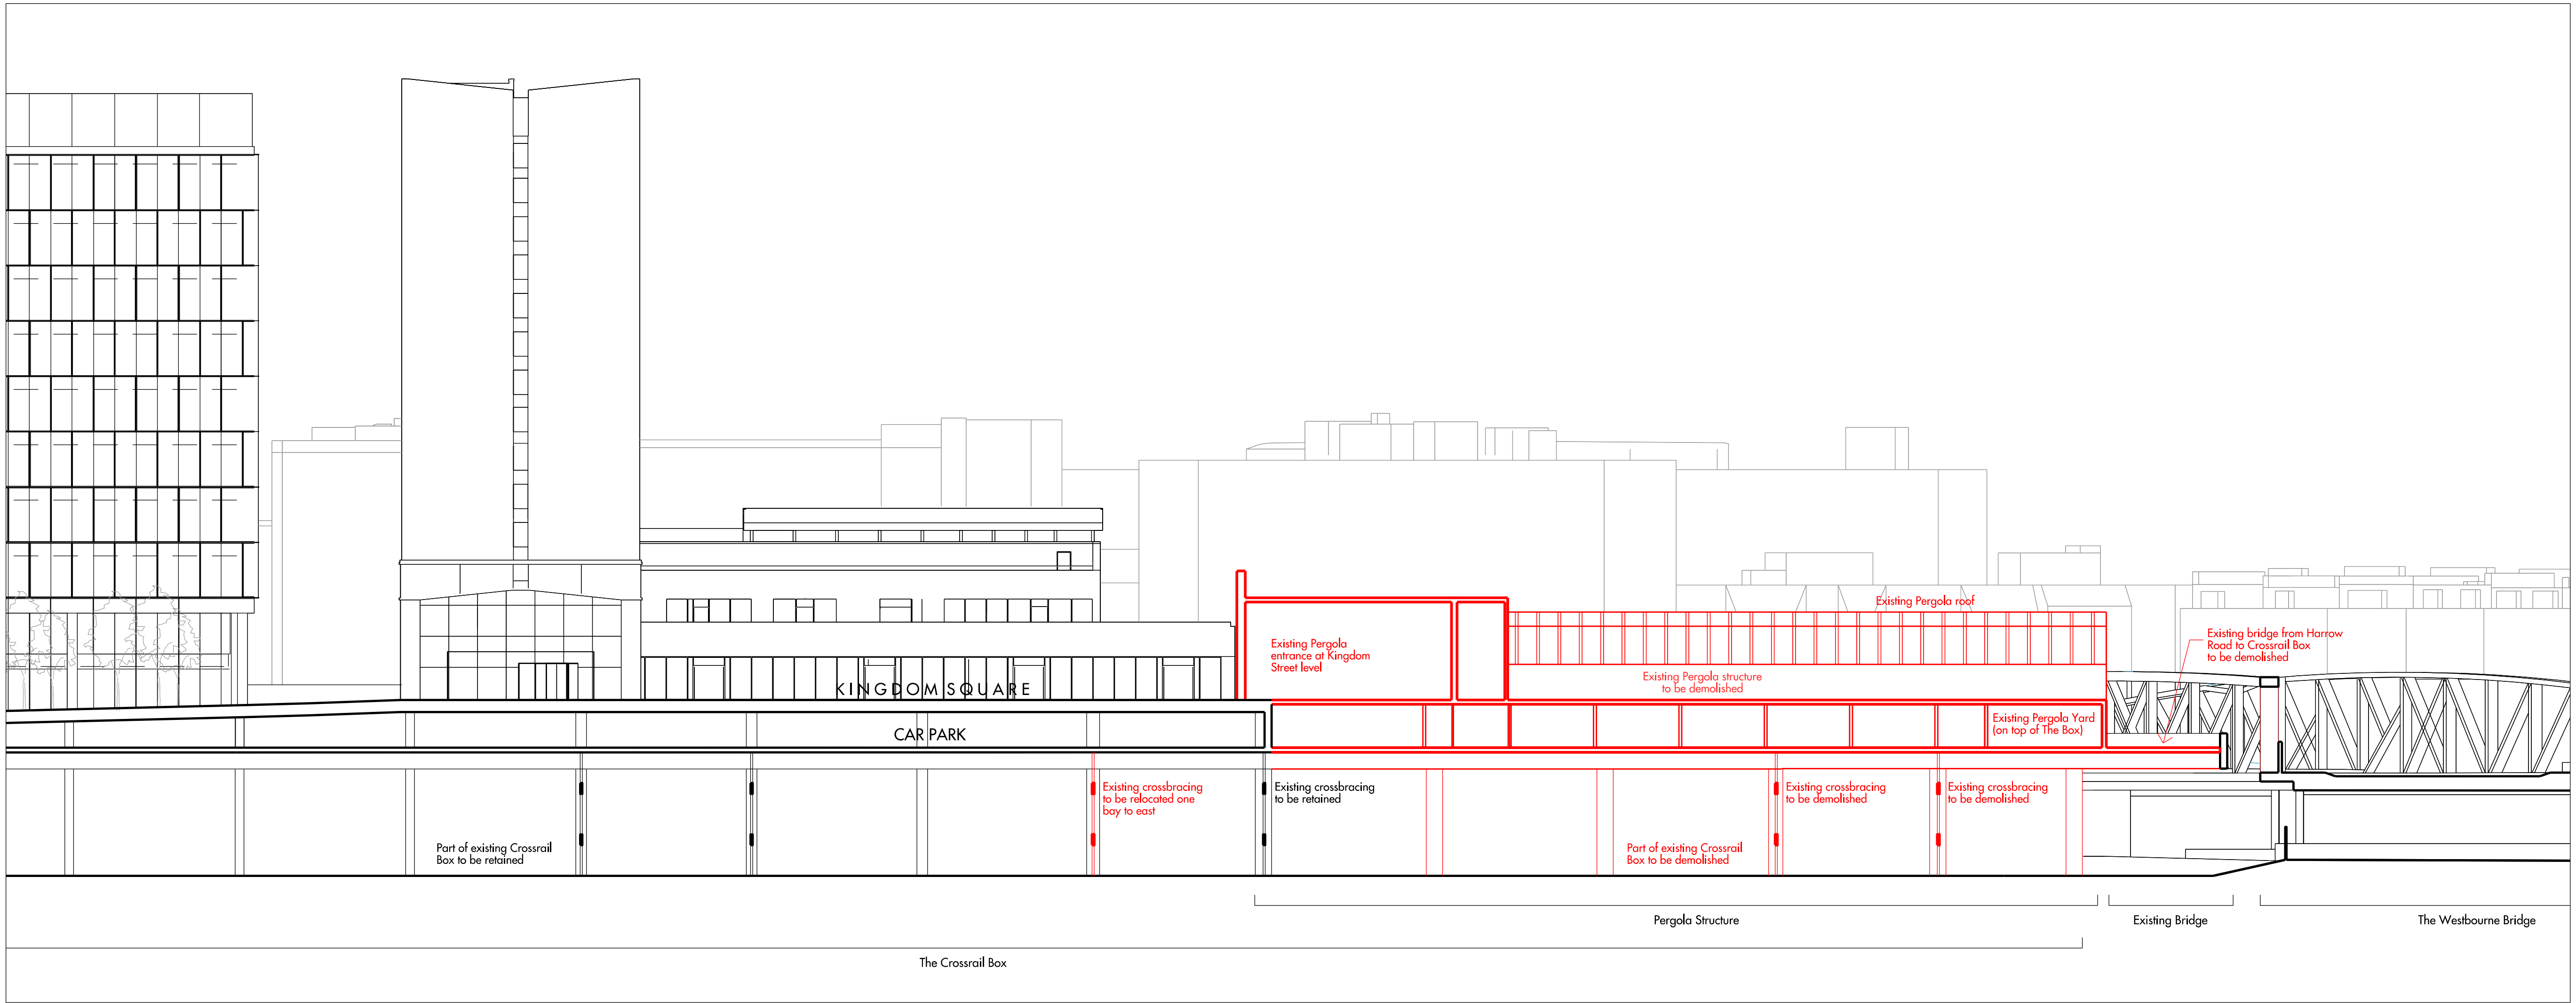 Existing Pergola roof
Existing Pergola
entrance at Kingdom
Street level
Existing bridge from Harrow
Road to Crossrail Box
to be demolished
Existing Pergola structure
to be demolished
KINGDOM SQUARE
CAR PARK
Existing Pergola Yard
(on top of The Box)
Existing crossbracing
to be relocated one
bay to east
Existing crossbracing
to be retained
Existing crossbracing
to be demolished
Existing crossbracing
to be demolished
Part of existing Crossrail
Box to be retained
Part of existing Crossrail
Box to be demolished
Pergola Structure
Existing Bridge
The Westbourne Bridge
The Crossrail Box